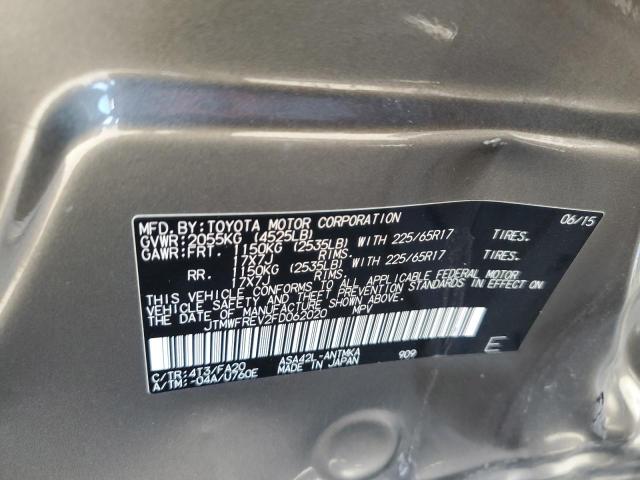 MFD. BY: TOYOTA MOTOR CORPORATION 06/15
GVWR: 2055KG (4525LB)
GAWR: FRT. 1150KG (2535LB) WITH 225/65R17 TIRES.
17X7J RIMS.
RR. 1150KG (2535LB) WITH 225/65R17 TIRES.
17X7J RIMS.
THIS VEHICLE CONFORMS TO ALL APPLICABLE FEDERAL MOTOR
VEHICLE SAFETY AND THEFT PREVENTION STANDARDS IN EFFECT ON
THE DATE OF MANUFACTURE SHOWN ABOVE.
JTMWFREV2FD062020 MPV
C/TR: 4T3/FA20 ASA42L-ANTMKA 909 E
A/TM: -04A/U760E MADE IN JAPAN